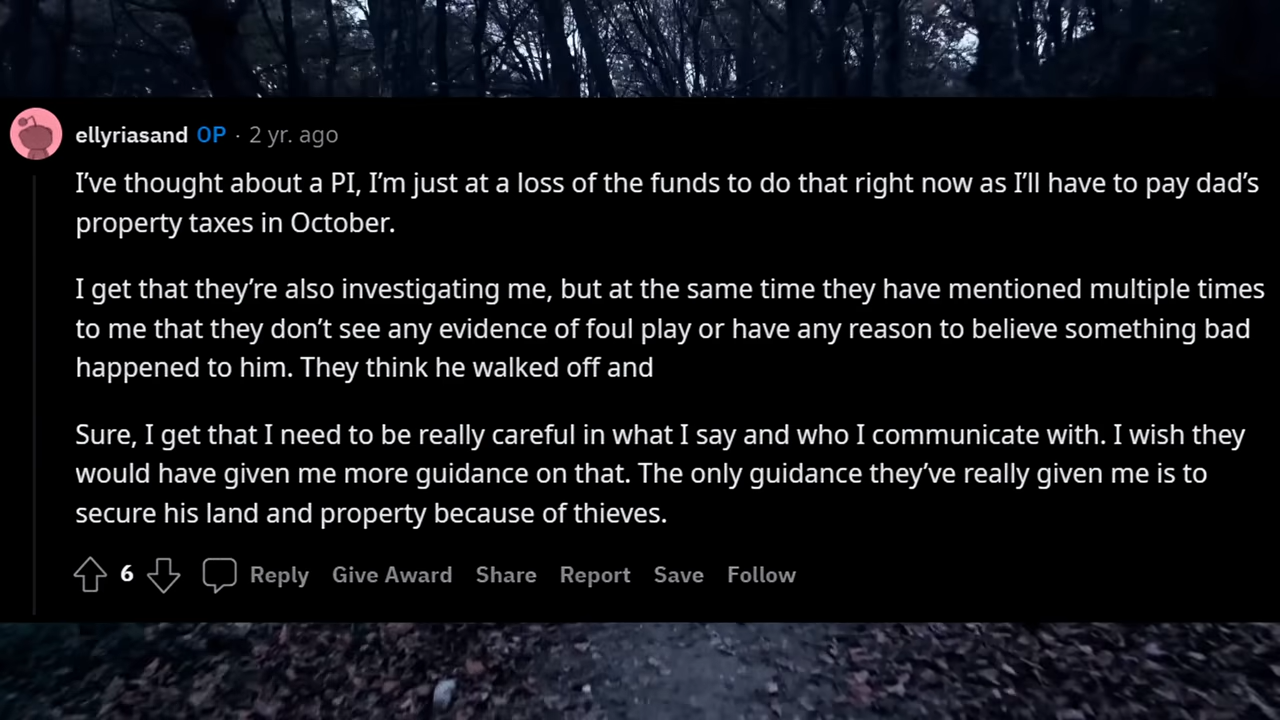 ellyriasand OP · 2 yr. ago
I’ve thought about a PI, I’m just at a loss of the funds to do that right now as I’ll have to pay dad’s
property taxes in October.
I get that they’re also investigating me, but at the same time they have mentioned multiple times
to me that they don’t see any evidence of foul play or have any reason to believe something bad
happened to him. They think he walked off and
Sure, I get that I need to be really careful in what I say and who I communicate with. I wish they
would have given me more guidance on that. The only guidance they’ve really given me is to
secure his land and property because of thieves.
6 Reply Give Award Share Report Save Follow